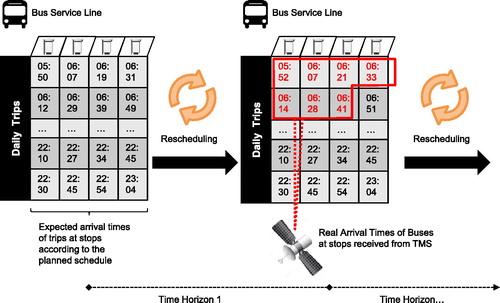 Bus Service Line
Daily Trips
05: 06: 06: 06:
50 07 19 31
06: 06: 06: 06:
12 29 39 49
... ... ... ...
22: 22: 22: 22:
10 27 34 45
22: 22: 22: 23:
30 45 54 04
Expected arrival times
of trips at stops
according to the
planned schedule
Rescheduling
Bus Service Line
Daily Trips
05: 06: 06: 06:
52 07 21 33
06: 06: 06: 06:
14 28 41 51
... ... ... ...
22: 22: 22: 22:
10 27 34 45
22: 22: 22: 23:
30 45 54 04
Real Arrival Times of Buses
at stops received from TMS
Rescheduling
Time Horizon 1
Time Horizon...